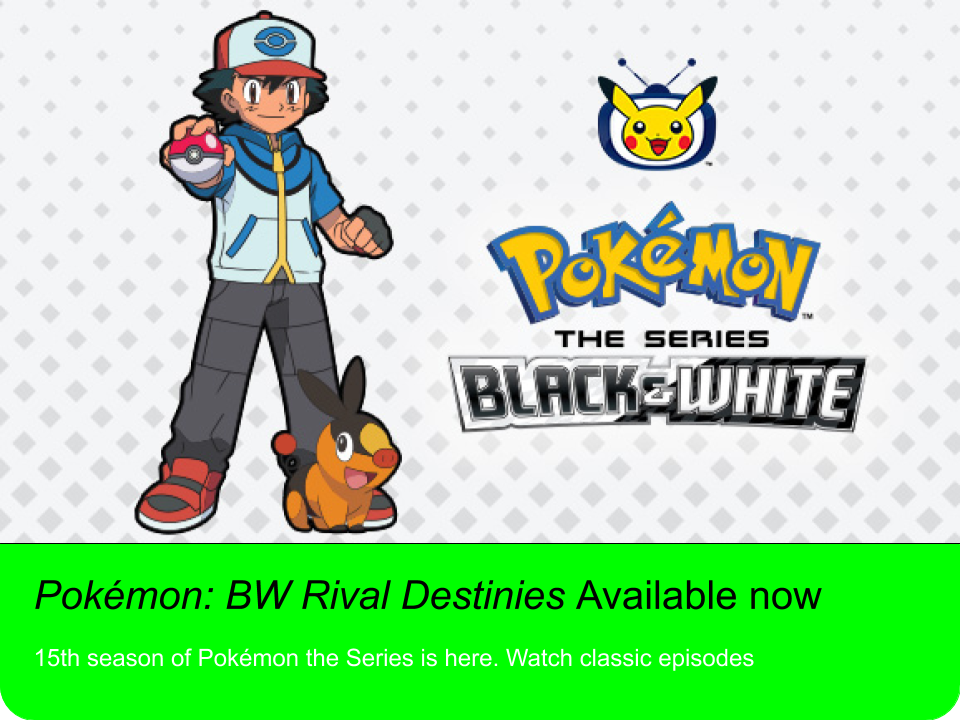 POKÉMON
THE SERIES
BLACK & WHITE
Pokémon: BW Rival Destinies Available now
15th season of Pokémon the Series is here. Watch classic episodes